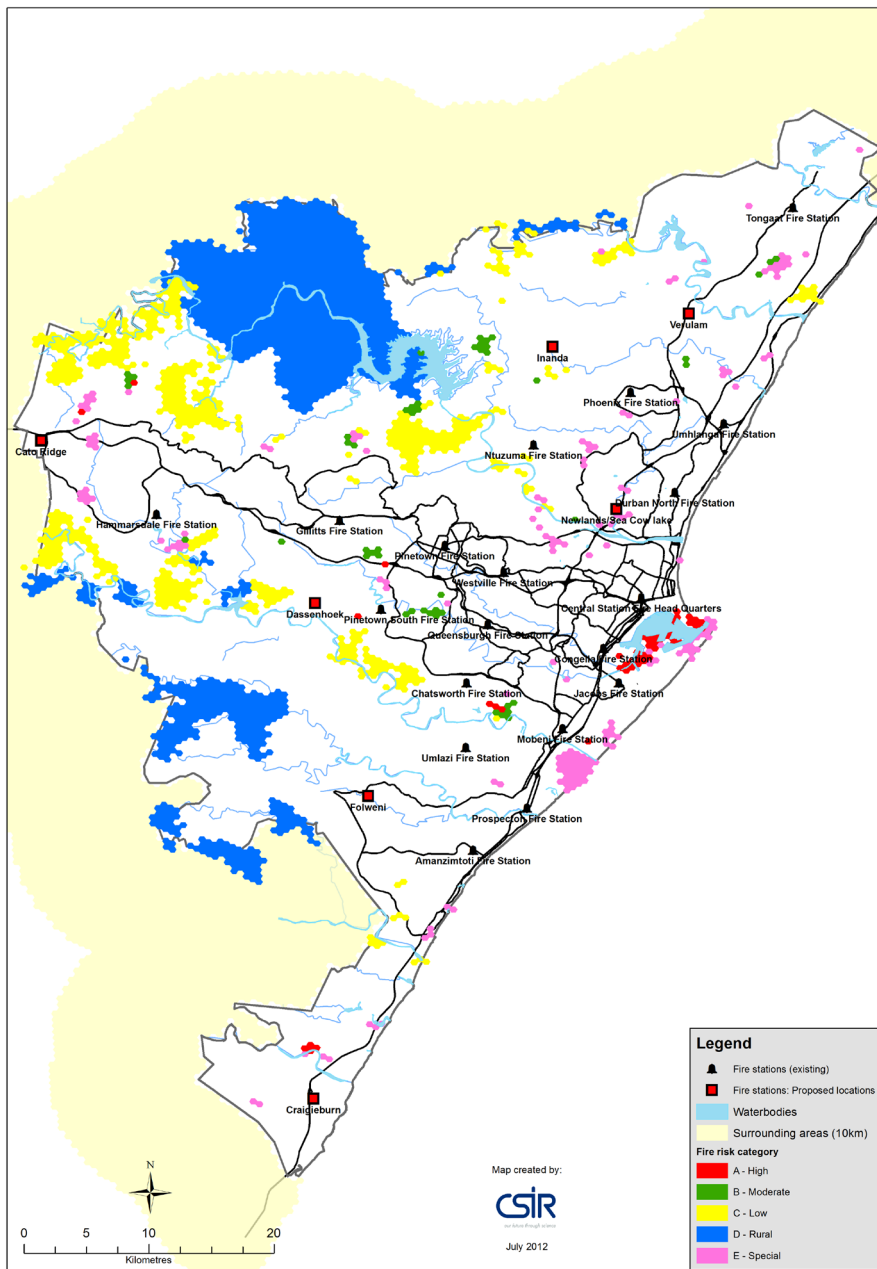 Tongaat Fire Station
Verulam
Inanda
Phoenix Fire Station
Umhlanga Fire Station
Cato Ridge
Ntuzuma Fire Station
Durban North Fire Station
Hammarsdale Fire Station
Newlands/Sea Cow lake
Gillitts Fire Station
Pinetown Fire Station
Westville Fire Station
Dassenhoek
Central Station Fire Head Quarters
Pinetown South Fire Station
Queensburgh Fire Station
Congella Fire Station
Chatsworth Fire Station
Jacobs Fire Station
Mobeni Fire Station
Umlazi Fire Station
Folweni
Prospecton Fire Station
Amanzimtoti Fire Station
Craigieburn
N
0 5 10 20
Kilometres
Map created by:
CSIR
our future through science
July 2012
Legend
Fire stations (existing)
Fire stations: Proposed locations
Waterbodies
Surrounding areas (10km)
Fire risk category
A - High
B - Moderate
C - Low
D - Rural
E - Special